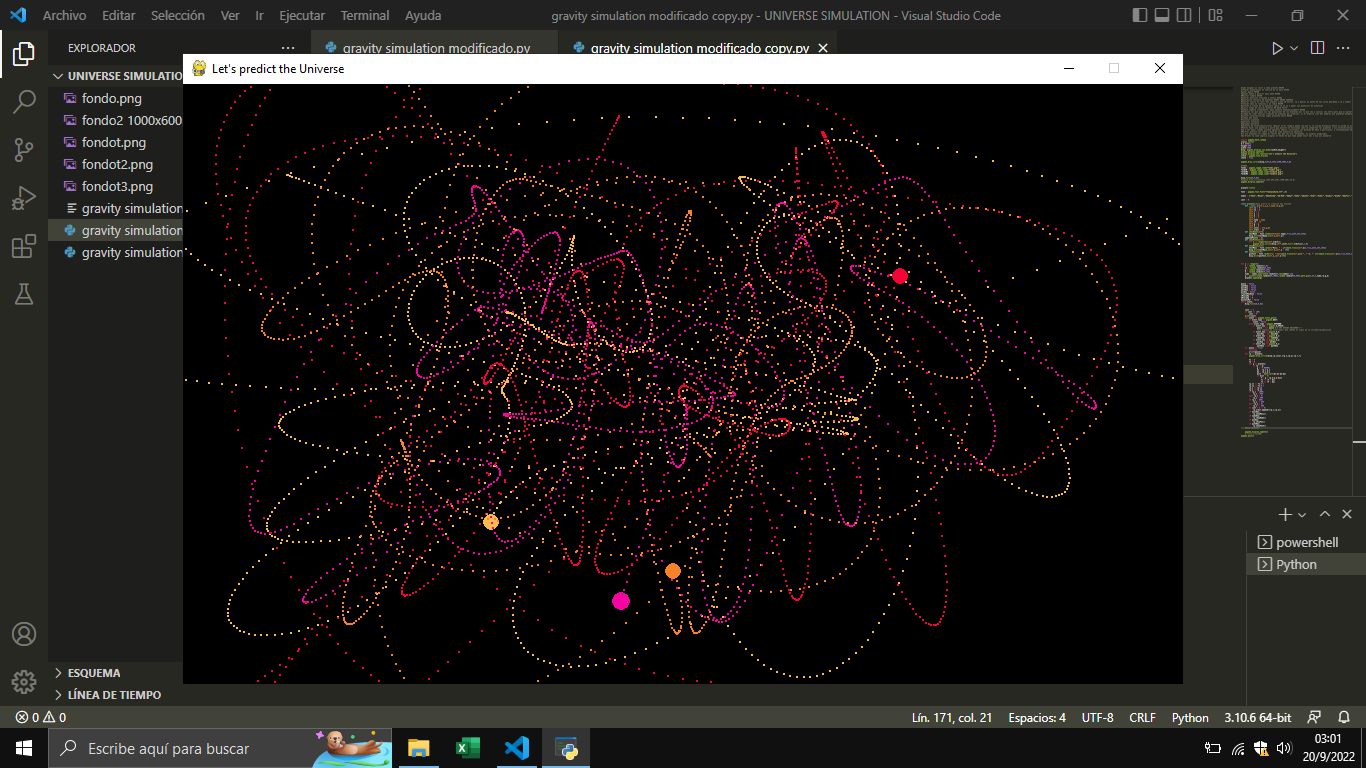 Archivo Editar Selección Ver Ir Ejecutar Terminal Ayuda gravity simulation modificado copy.py - UNIVERSE SIMULATION - Visual Studio Code
EXPLORADOR ··· gravity simulation modificado.py gravity simulation modificado copy.py
Let's predict the Universe
UNIVERSE SIMULATIO
fondo.png
fondo2 1000x600
fondot.png
fondot2.png
fondot3.png
gravity simulation
gravity simulation
gravity simulation
powershell
Python
ESQUEMA
LÍNEA DE TIEMPO
0 0 Lín. 171, col. 21 Espacios: 4 UTF-8 CRLF Python 3.10.6 64-bit
Escribe aquí para buscar
03:01
20/9/2022